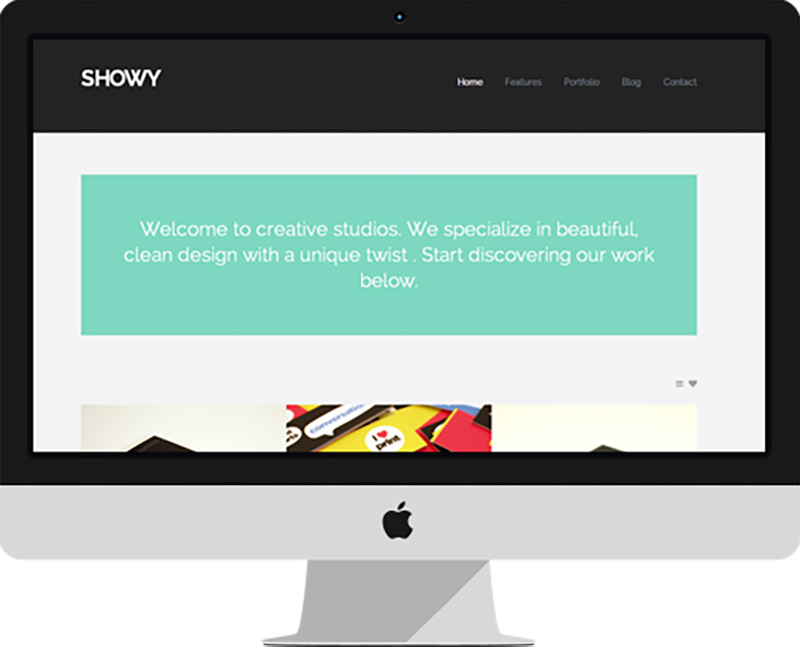 SHOWY
Home Features Portfolio Blog Contact
Welcome to creative studios. We specialize in beautiful,
clean design with a unique twist . Start discovering our work
below.
conversation
I ♥
print